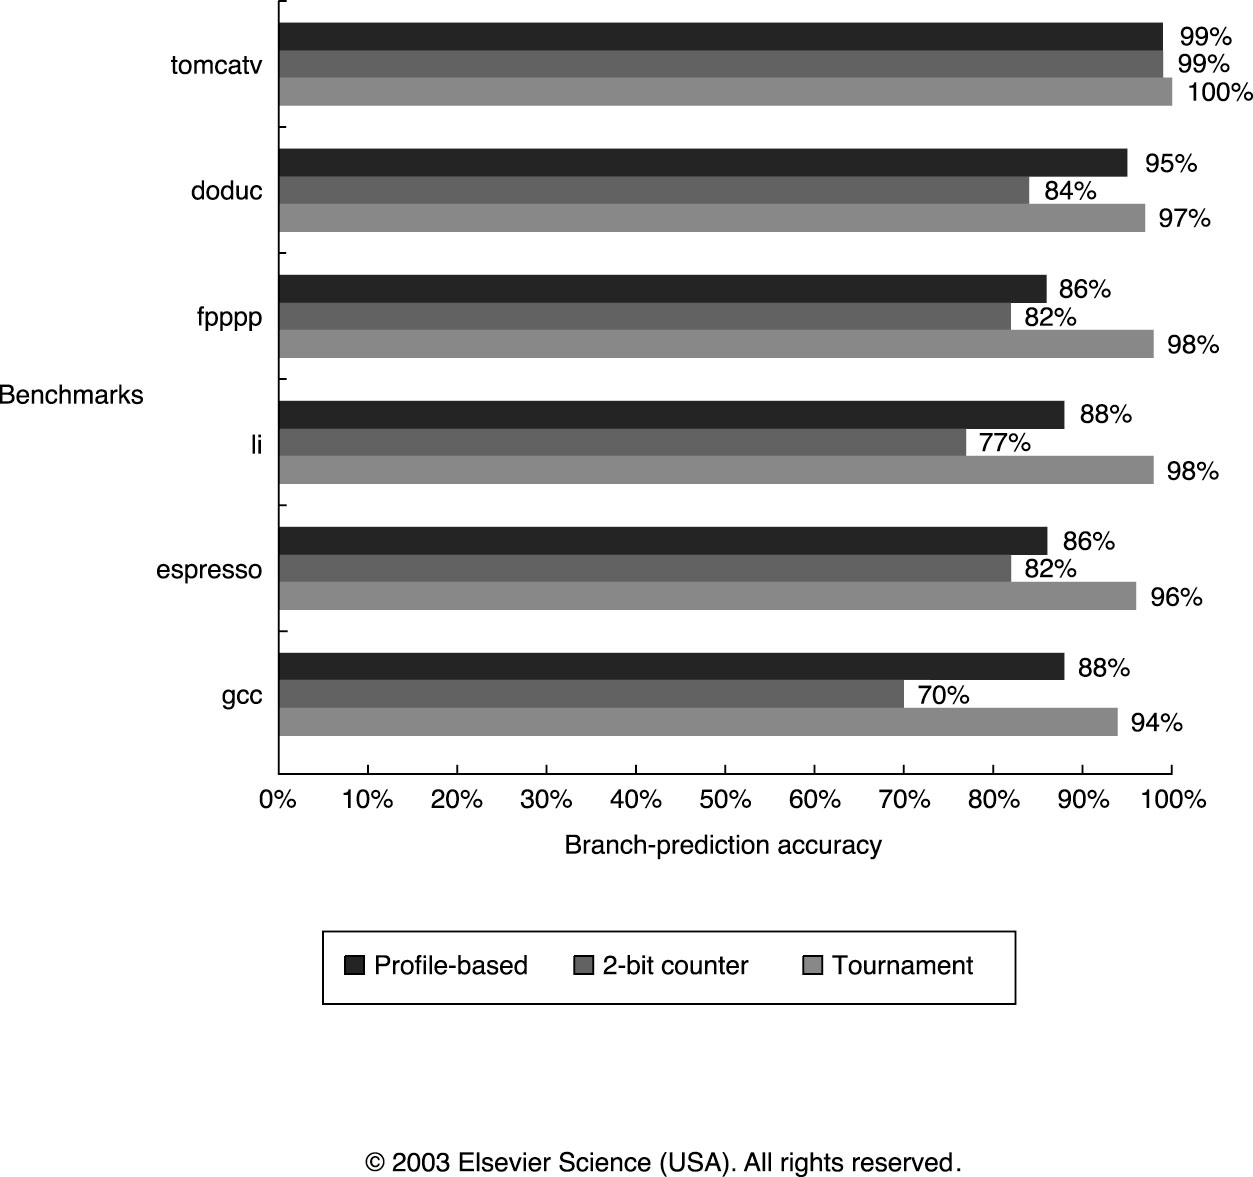 99%
tomcatv
99%
100%
95%
doduc
84%
97%
86%
fpppp
82%
98%
Benchmarks
88%
li
77%
98%
86%
espresso
82%
96%
88%
gcc
70%
94%
0% 10% 20% 30% 40% 50% 60% 70% 80% 90% 100%
Branch-prediction accuracy
Profile-based 2-bit counter Tournament
© 2003 Elsevier Science (USA). All rights reserved.